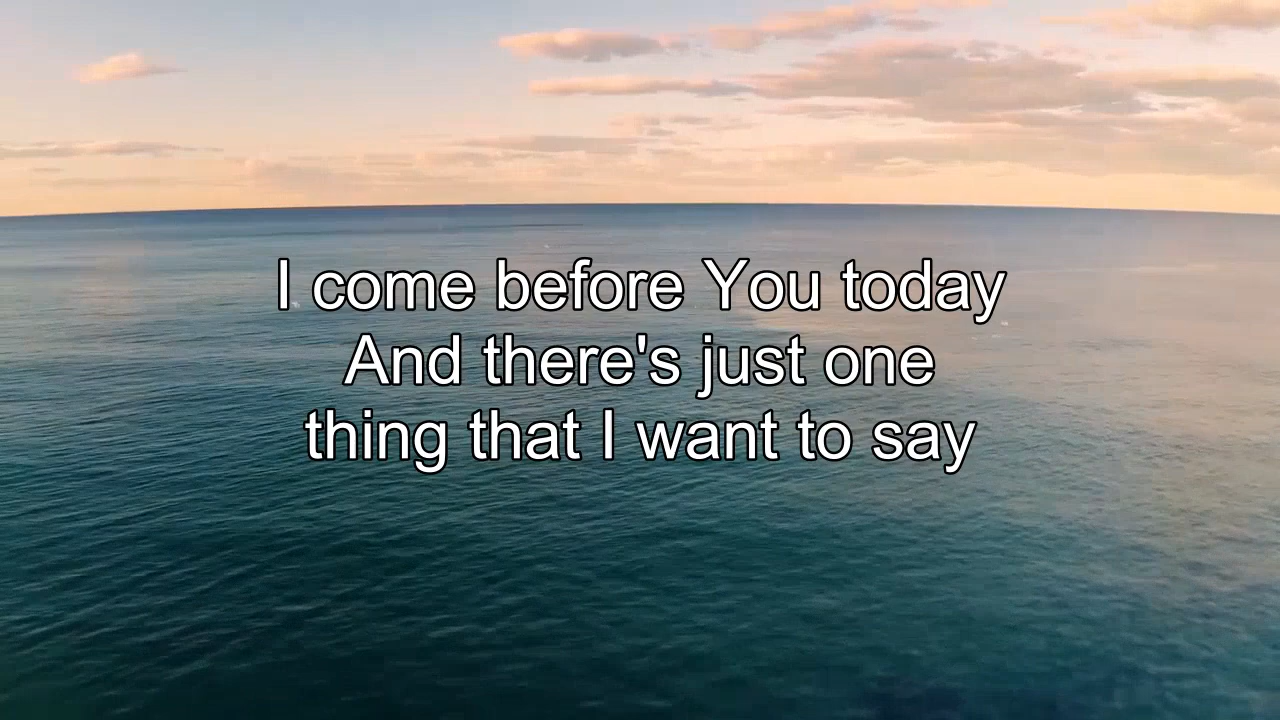 I come before You today
And there's just one
thing that I want to say